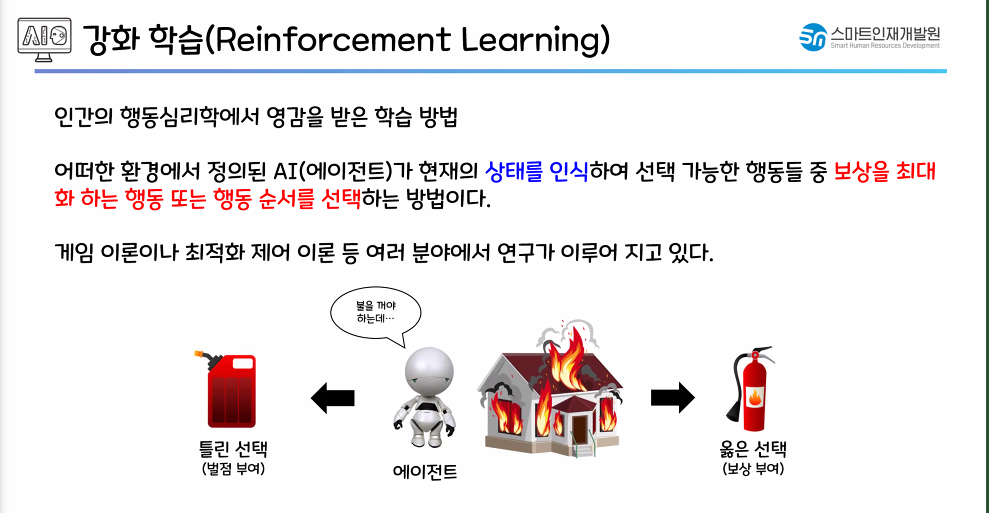 AI
강화 학습(Reinforcement Learning)
스마트인재개발원
Smart Human Resources Development
인간의 행동심리학에서 영감을 받은 학습 방법
어떠한 환경에서 정의된 AI(에이전트)가 현재의 상태를 인식하여 선택 가능한 행동들 중 보상을 최대
화 하는 행동 또는 행동 순서를 선택하는 방법이다.
게임 이론이나 최적화 제어 이론 등 여러 분야에서 연구가 이루어 지고 있다.
불을 꺼야
하는데…
틀린 선택
(벌점 부여)
에이전트
옳은 선택
(보상 부여)